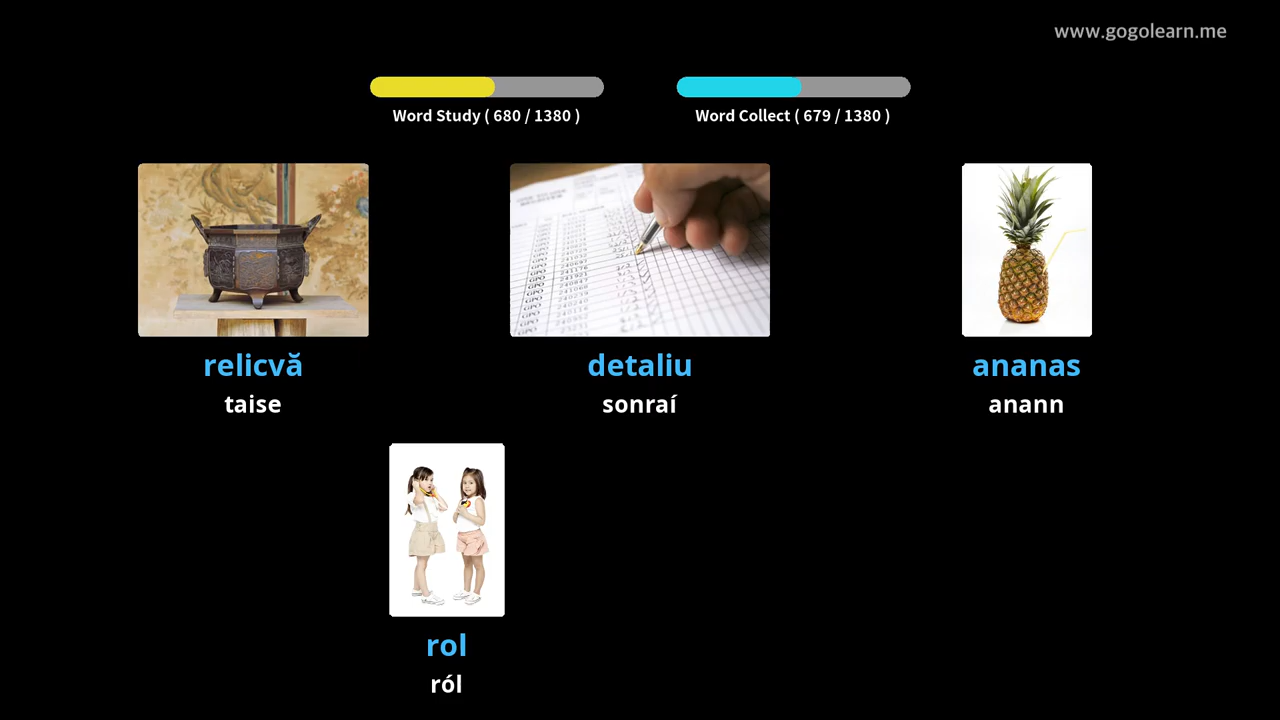 www.gogolearn.me
Word Study ( 680 / 1380 )
Word Collect ( 679 / 1380 )
relicvă
taise
detaliu
sonraí
ananas
anann
rol
ról